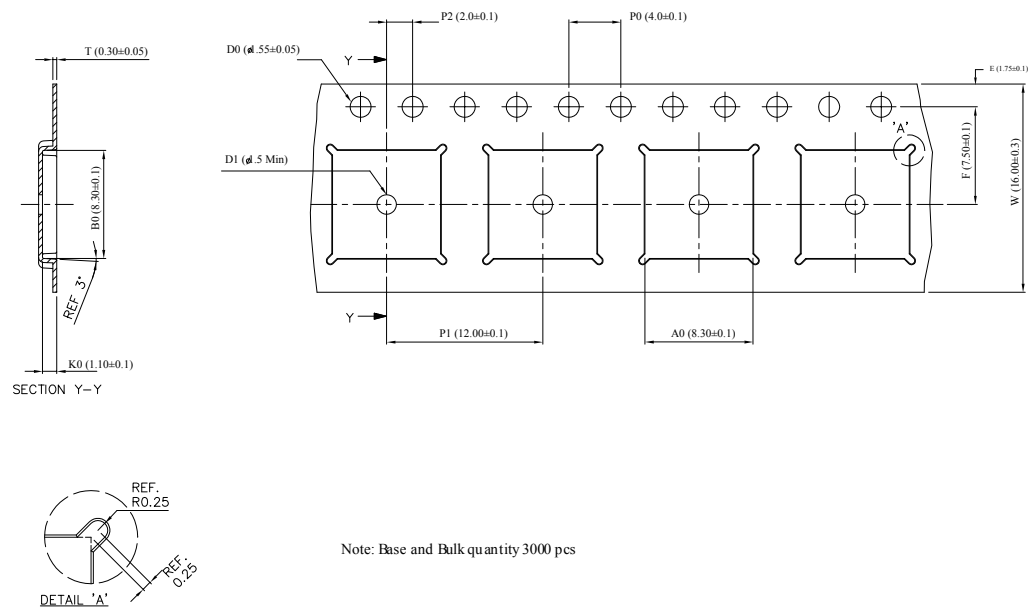 P2 (2.0±0.1)
P0 (4.0±0.1)
T (0.30±0.05)
D0 (ø1.55±0.05)
Y
E (1.75±0.1)
'A'
F (7.50±0.1)
W (16.00±0.3)
D1 (ø1.5 Min)
B0 (8.30±0.1)
REF 3°
Y
P1 (12.00±0.1)
A0 (8.30±0.1)
K0 (1.10±0.1)
SECTION Y-Y
REF.
R0.25
REF.
0.25
DETAIL 'A'
Note: Base and Bulk quantity 3000 pcs